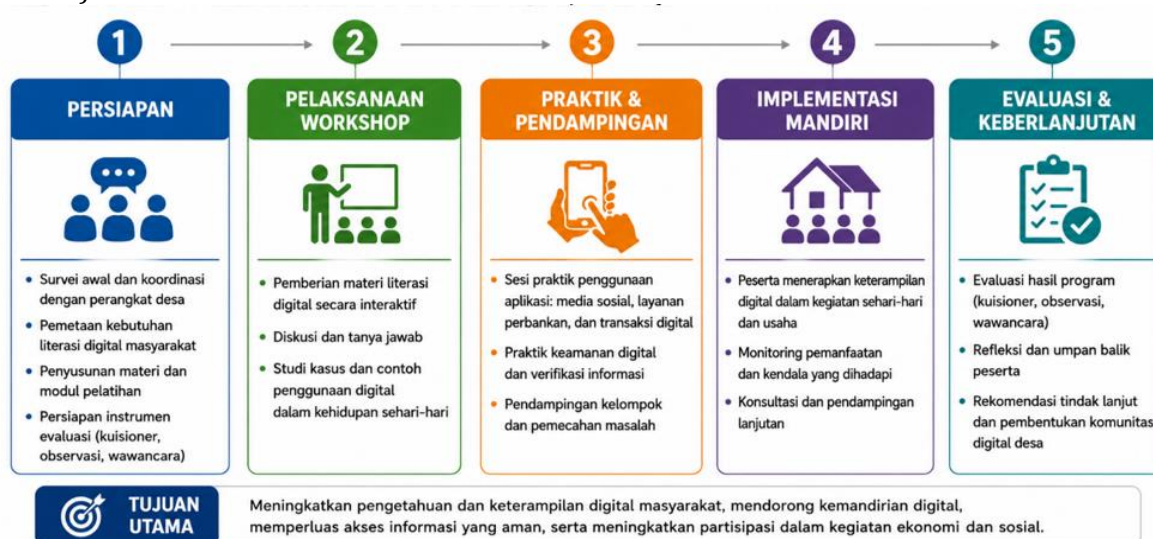 1
2
3
4
5
PERSIAPAN
• Survei awal dan koordinasi
dengan perangkat desa
• Pemetaan kebutuhan
literasi digital masyarakat
• Penyusunan materi dan
modul pelatihan
• Persiapan instrumen
evaluasi (kuisioner,
observasi, wawancara)
PELAKSANAAN
WORKSHOP
• Pemberian materi literasi
digital secara interaktif
• Diskusi dan tanya jawab
• Studi kasus dan contoh
penggunaan digital
dalam kehidupan sehari-hari
PRAKTIK &
PENDAMPINGAN
• Sesi praktik penggunaan
aplikasi: media sosial, layanan
perbankan, dan transaksi digital
• Praktik keamanan digital
dan verifikasi informasi
• Pendampingan kelompok
dan pemecahan masalah
IMPLEMENTASI
MANDIRI
• Peserta menerapkan keterampilan
digital dalam kegiatan sehari-hari
dan usaha
• Monitoring pemanfaatan
dan kendala yang dihadapi
• Konsultasi dan pendampingan
lanjutan
EVALUASI &
KEBERLANJUTAN
• Evaluasi hasil program
(kuisioner, observasi,
wawancara)
• Refleksi dan umpan balik
peserta
• Rekomendasi tindak lanjut
dan pembentukan komunitas
digital desa
TUJUAN
UTAMA
Meningkatkan pengetahuan dan keterampilan digital masyarakat, mendorong kemandirian digital,
memperluas akses informasi yang aman, serta meningkatkan partisipasi dalam kegiatan ekonomi dan sosial.